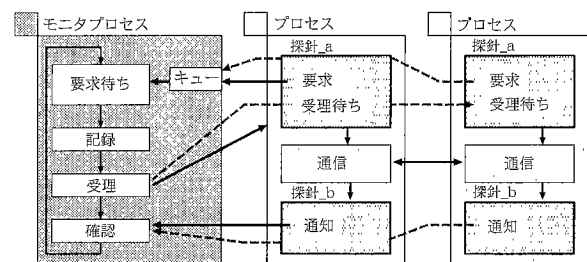 モニタプロセス
要求待ち
キュー
記録
受理
確認
プロセス
探針_a
要求
受理待ち
通信
探針_b
通知
プロセス
探針_a
要求
受理待ち
通信
探針_b
通知